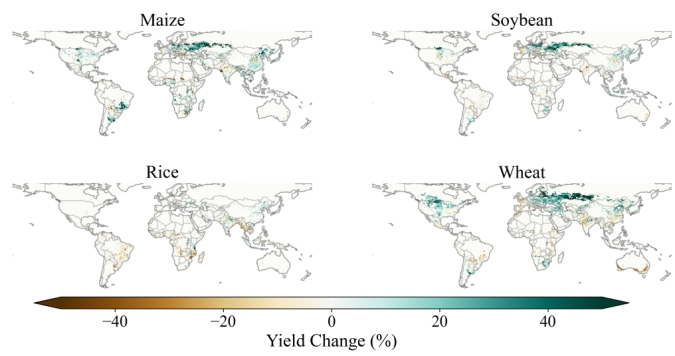 Maize
Soybean
Rice
Wheat
−40
−20
0
20
40
Yield Change (%)